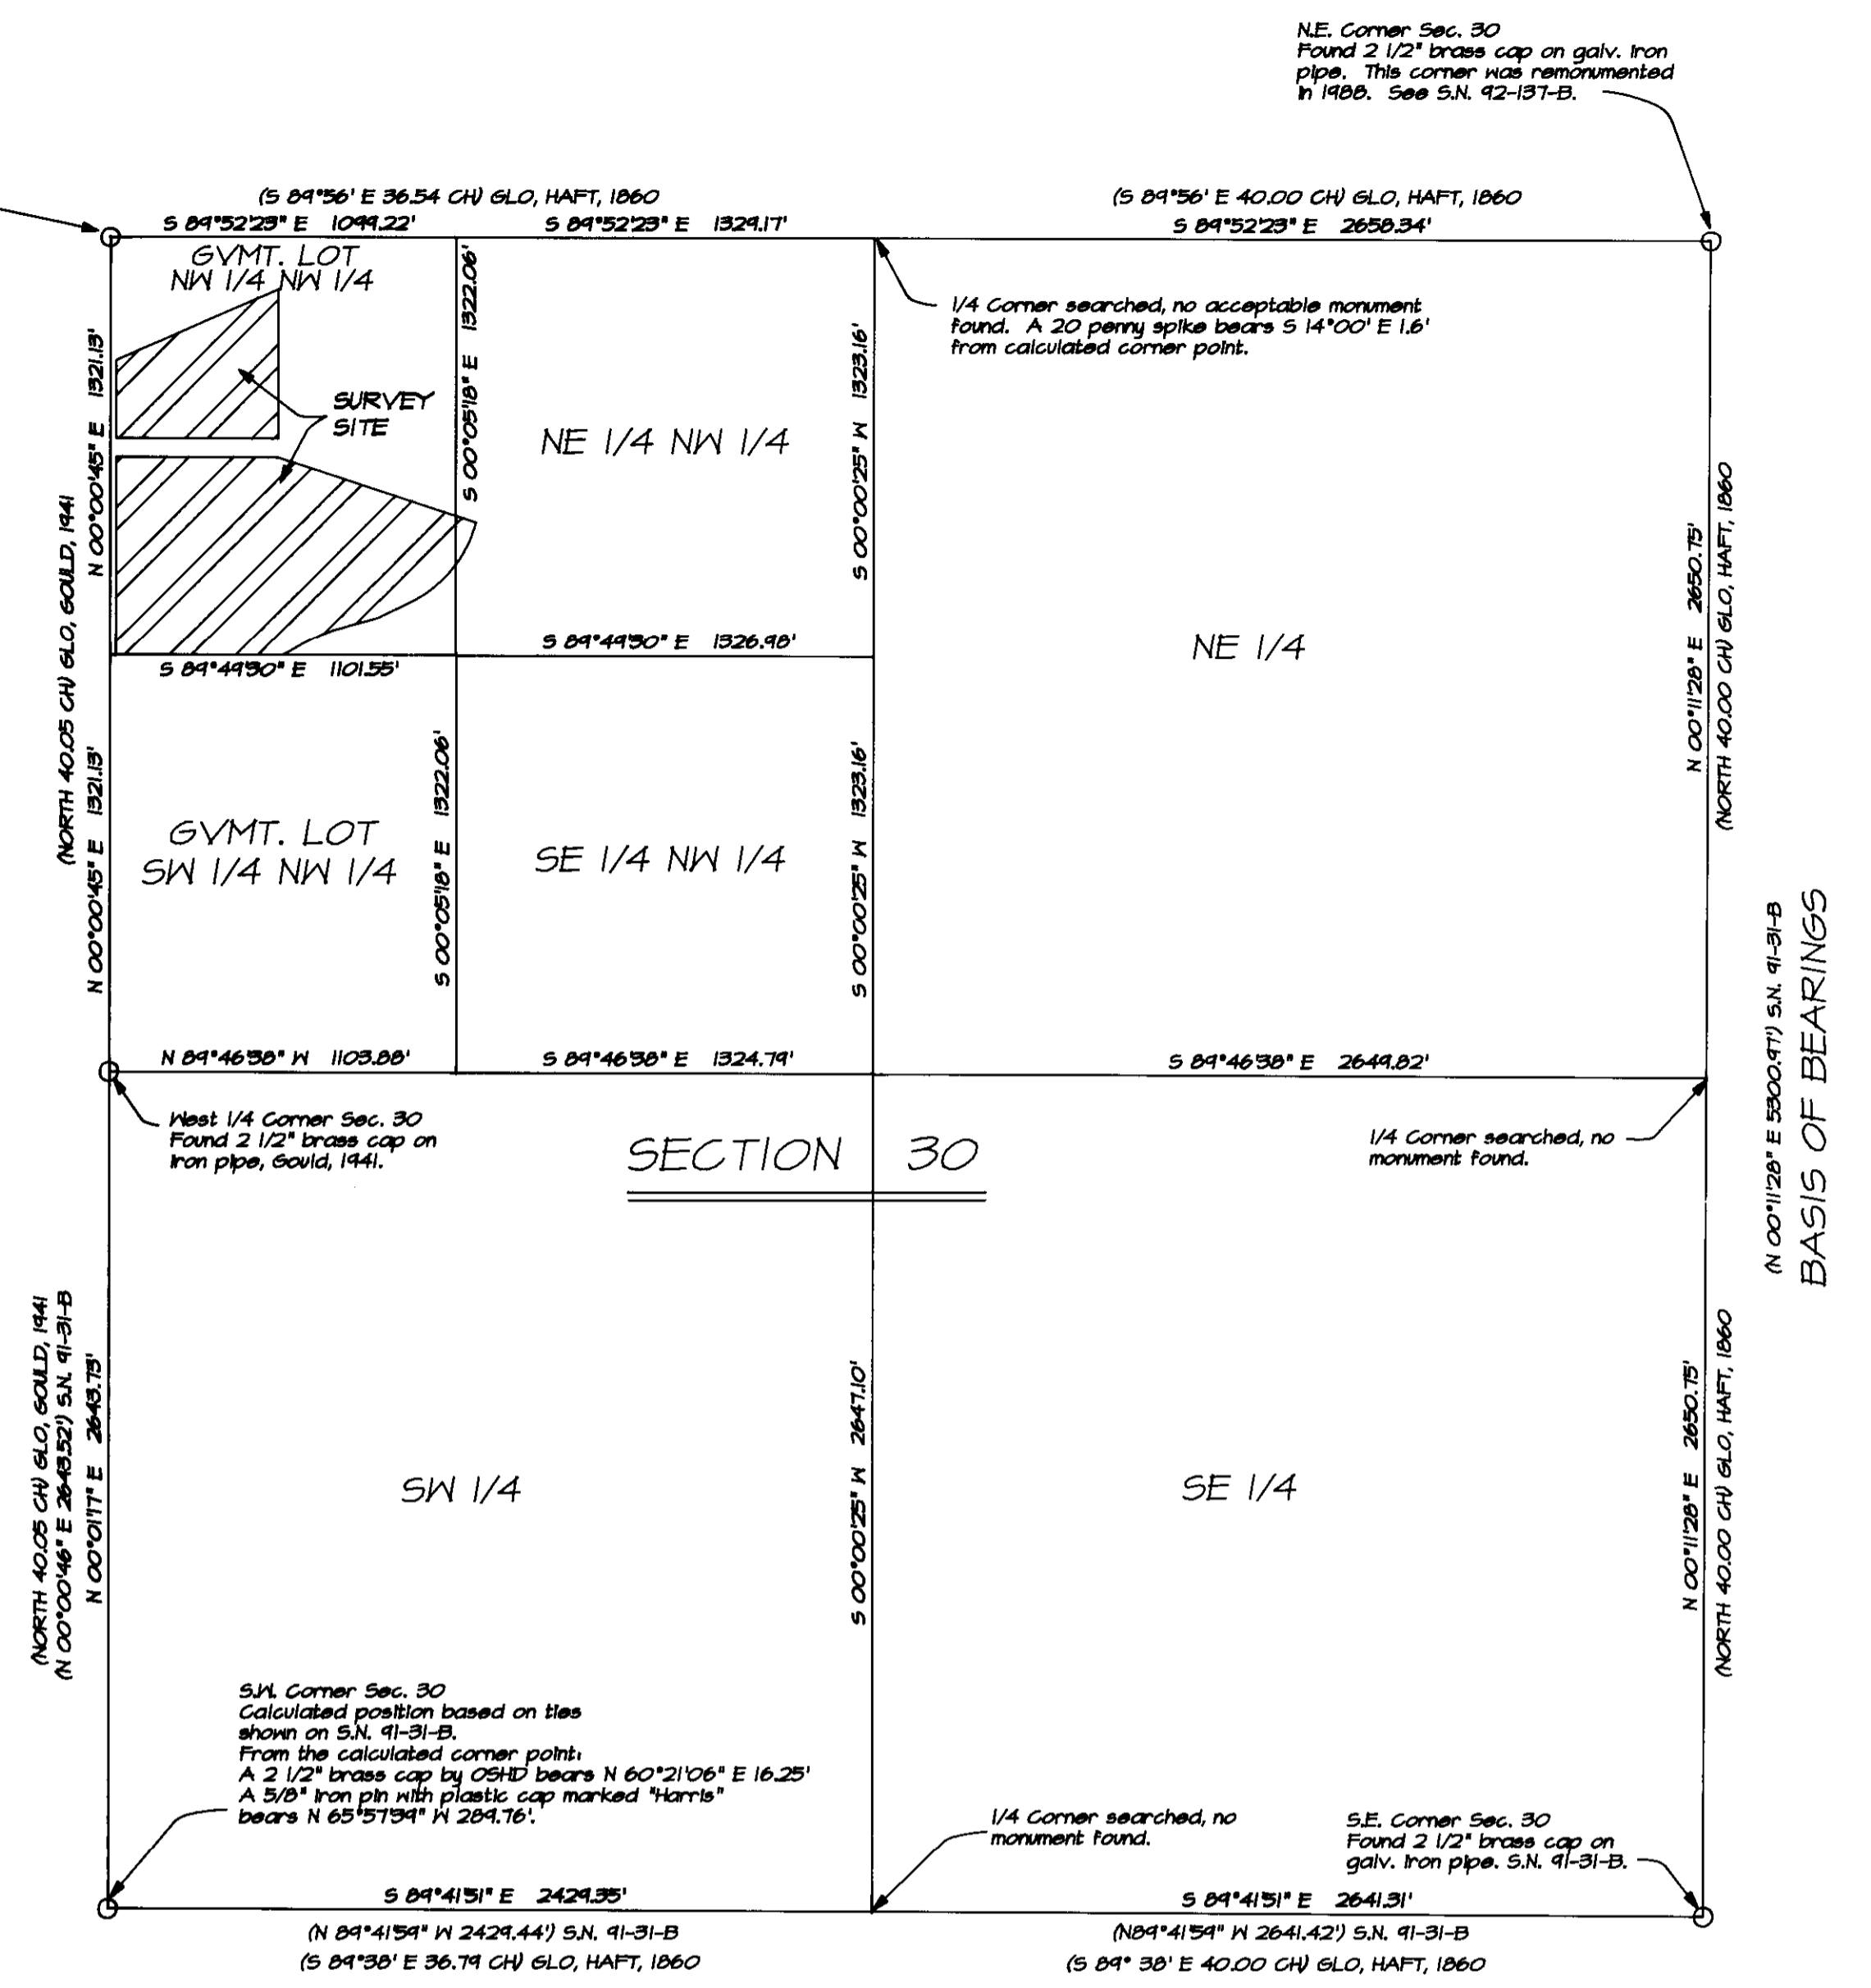 N.E. Corner Sec. 30
Found 2 1/2" brass cap on galv. iron
pipe. This corner was remonumented
in 1988. See S.N. 92-137-B.
(S 89°56' E 36.54 CH) GLO, HAFT, 1860
(S 89°56' E 40.00 CH) GLO, HAFT, 1860
S 89°52'23" E 1099.22'
S 89°52'23" E 1329.17'
S 89°52'23" E 2658.34'
GVMT. LOT
NW 1/4 NW 1/4
S 00°05'18" E 1322.06'
1/4 Corner searched, no acceptable monument
found. A 20 penny spike bears S 14°00' E 1.6'
from calculated corner point.
N 00°00'45" E 1321.13'
S 00°00'25" W 1323.16'
SURVEY
SITE
NE 1/4 NW 1/4
(NORTH 40.05 CH) GLO, GOULD, 1941
N 00°11'28" E 2650.75'
(NORTH 40.00 CH) GLO, HAFT, 1860
NE 1/4
S 89°49'30" E 1326.98'
S 89°49'30" E 1101.55'
N 00°00'45" E 1321.13'
S 00°05'18" E 1322.06'
S 00°00'25" W 1323.16'
GVMT. LOT
SW 1/4 NW 1/4
SE 1/4 NW 1/4
(N 00°11'28" E 5300.97') S.N. 91-31-B
BASIS OF BEARINGS
N 89°46'38" W 1103.88'
S 89°46'38" E 1324.79'
S 89°46'38" E 2649.82'
West 1/4 Corner Sec. 30
Found 2 1/2" brass cap on
iron pipe, Gould, 1941.
SECTION 30
1/4 Corner searched, no
monument found.
(NORTH 40.05 CH) GLO, GOULD, 1941
(N 00°00'46" E 2643.52') S.N. 91-31-B
N 00°01'17" E 2643.73'
S 00°00'25" W 2647.10'
N 00°11'28" E 2650.75'
(NORTH 40.00 CH) GLO, HAFT, 1860
SW 1/4
SE 1/4
S.W. Corner Sec. 30
Calculated position based on ties
shown on S.N. 91-31-B.
From the calculated corner point:
A 2 1/2" brass cap by OSHD bears N 60°21'06" E 16.25'
A 5/8" iron pin with plastic cap marked "Harris"
bears N 65°57'39" W 289.76'.
1/4 Corner searched, no
monument found.
S.E. Corner Sec. 30
Found 2 1/2" brass cap on
galv. iron pipe. S.N. 91-31-B.
S 89°41'51" E 2429.35'
S 89°41'51" E 2641.31'
(N 89°41'59" W 2429.44') S.N. 91-31-B
(N89°41'59" W 2641.42') S.N. 91-31-B
(S 89°38' E 36.79 CH) GLO, HAFT, 1860
(S 89° 38' E 40.00 CH) GLO, HAFT, 1860